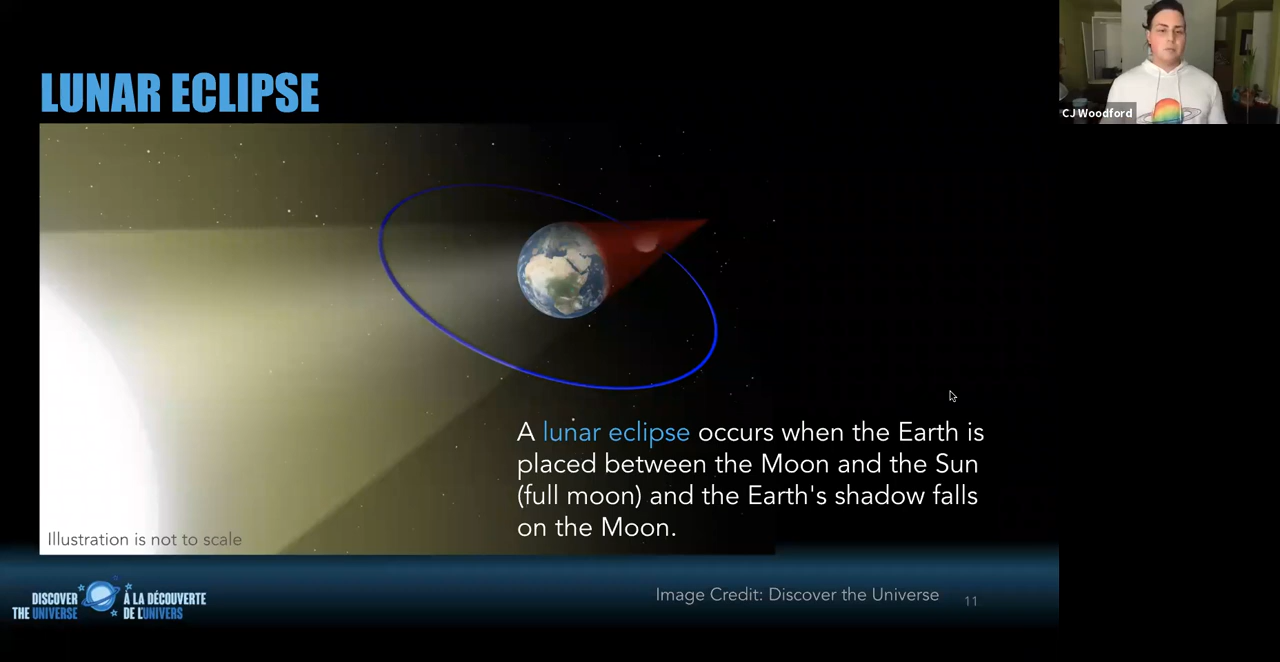 LUNAR ECLIPSE
CJ Woodford
A lunar eclipse occurs when the Earth is
placed between the Moon and the Sun
(full moon) and the Earth's shadow falls
on the Moon.
Illustration is not to scale
DISCOVER
THE UNIVERSE
À LA DÉCOUVERTE
DE L'UNIVERS
Image Credit: Discover the Universe
11